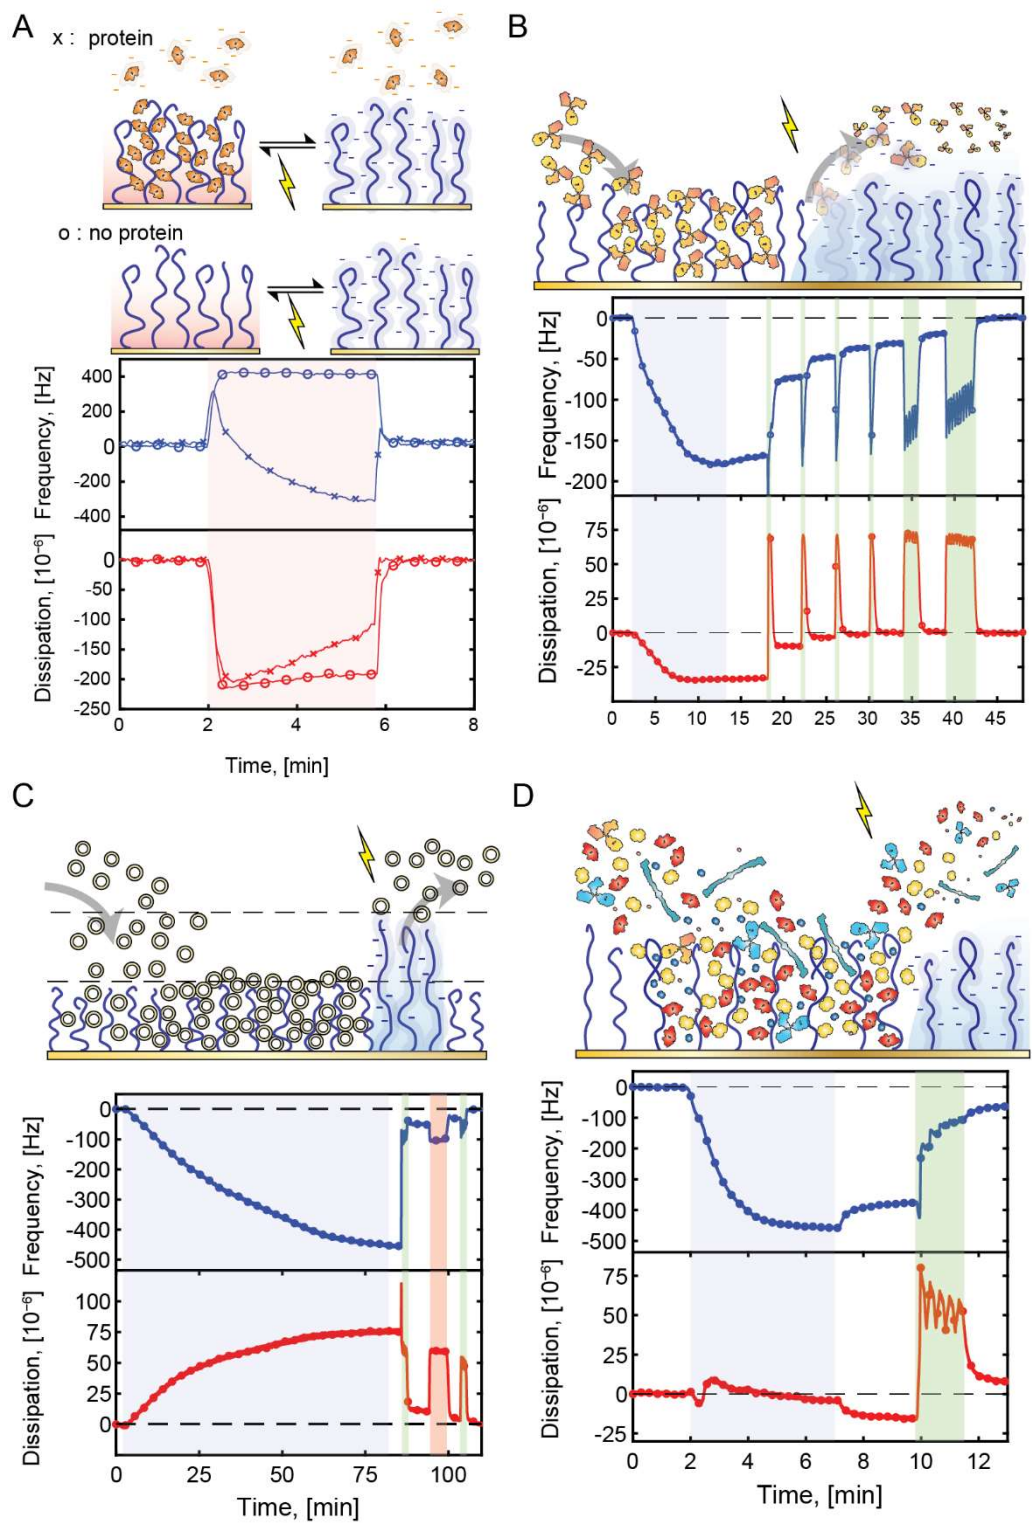 A
x : protein
o : no protein
Frequency, [Hz]
400
200
0
-200
-400
Dissipation, [10⁻⁶]
0
-50
-100
-150
-200
-250
0 2 4 6 8
Time, [min]
B
Frequency, [Hz]
0
-50
-100
-150
-200
Dissipation, [10⁻⁶]
75
50
25
0
-25
0 5 10 15 20 25 30 35 40 45
C
Frequency, [Hz]
0
-100
-200
-300
-400
-500
Dissipation, [10⁻⁶]
100
75
50
25
0
0 25 50 75 100
Time, [min]
D
Frequency, [Hz]
0
-100
-200
-300
-400
-500
Dissipation, [10⁻⁶]
75
50
25
0
-25
0 2 4 6 8 10 12
Time, [min]